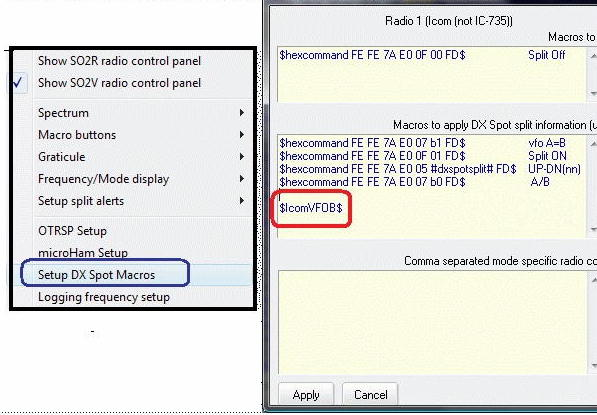 Show SO2R radio control panel
Show SO2V radio control panel
Spectrum
Macro buttons
Graticule
Frequency/Mode display
Setup split alerts
OTRSP Setup
microHam Setup
Setup DX Spot Macros
Logging frequency setup
Radio 1 (Icom (not IC-735))
Macros to
$hexcommand FE FE 7A E0 0F 00 FD$ Split Off
Macros to apply DX Spot split information (u
$hexcommand FE FE 7A E0 07 b1 FD$ vfo A=B
$hexcommand FE FE 7A E0 0F 01 FD$ Split ON
$hexcommand FE FE 7A E0 05 #dxspotsplit# FD$ UP-DN(nn)
$hexcommand FE FE 7A E0 07 b0 FD$ A/B
$IcomVFOB$
Comma separated mode specific radio co
Apply Cancel